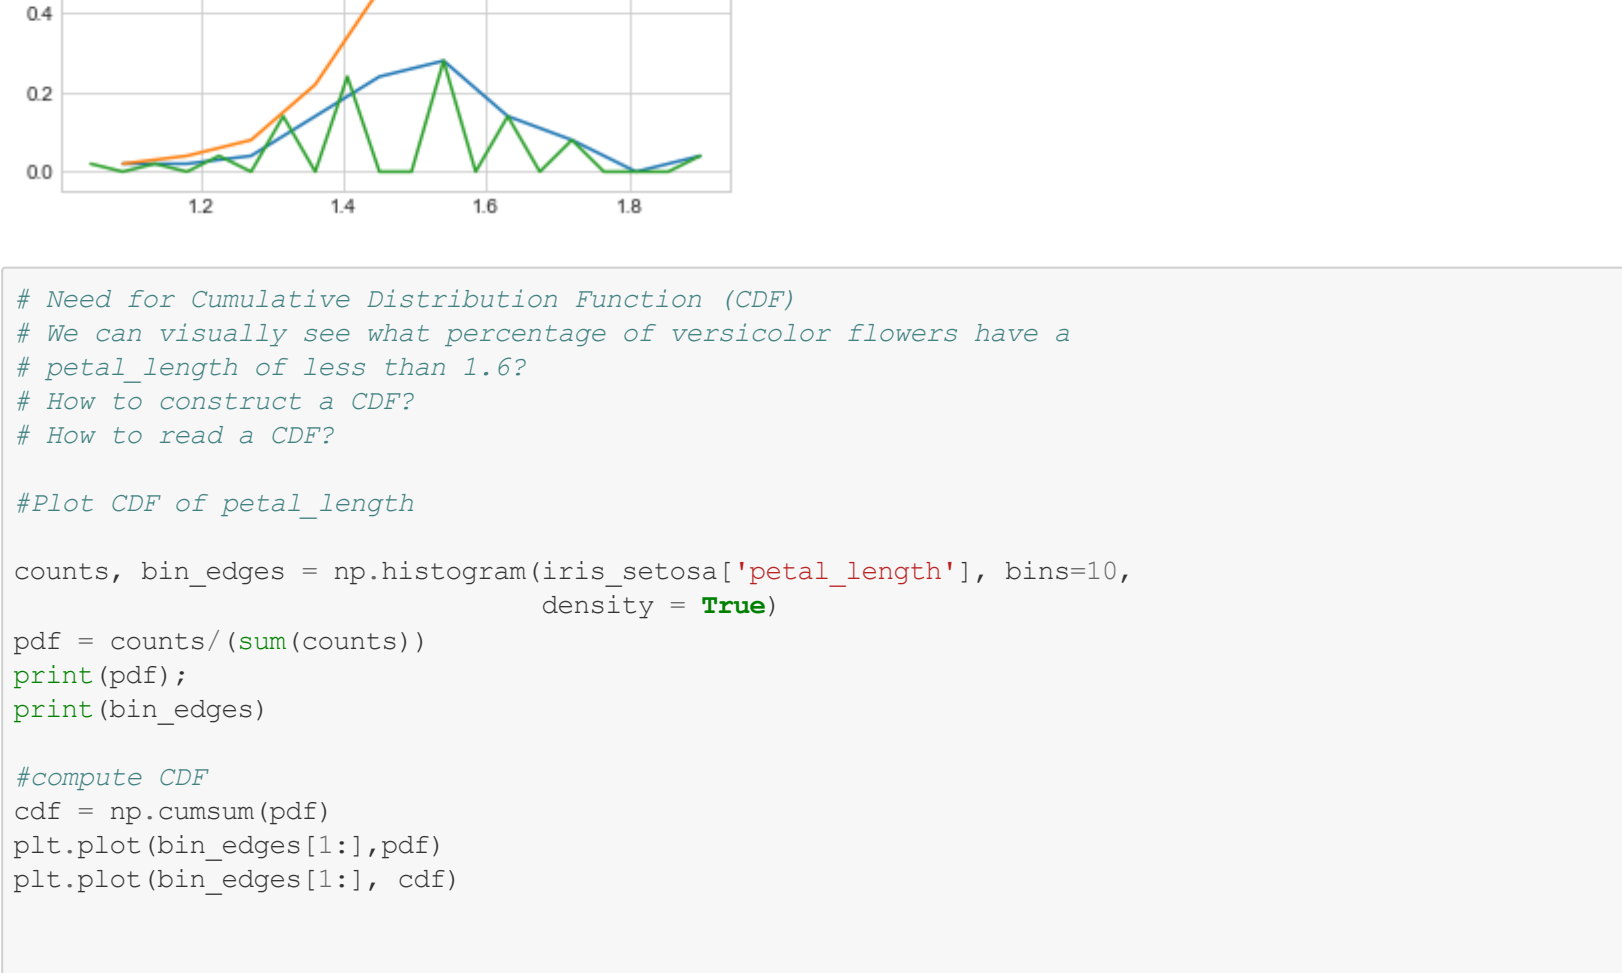 0.4
0.2
0.0
1.2 1.4 1.6 1.8
# Need for Cumulative Distribution Function (CDF)
# We can visually see what percentage of versicolor flowers have a
# petal_length of less than 1.6?
# How to construct a CDF?
# How to read a CDF?
#Plot CDF of petal_length
counts, bin_edges = np.histogram(iris_setosa['petal_length'], bins=10,
density = True)
pdf = counts/(sum(counts))
print(pdf);
print(bin_edges)
#compute CDF
cdf = np.cumsum(pdf)
plt.plot(bin_edges[1:],pdf)
plt.plot(bin_edges[1:], cdf)